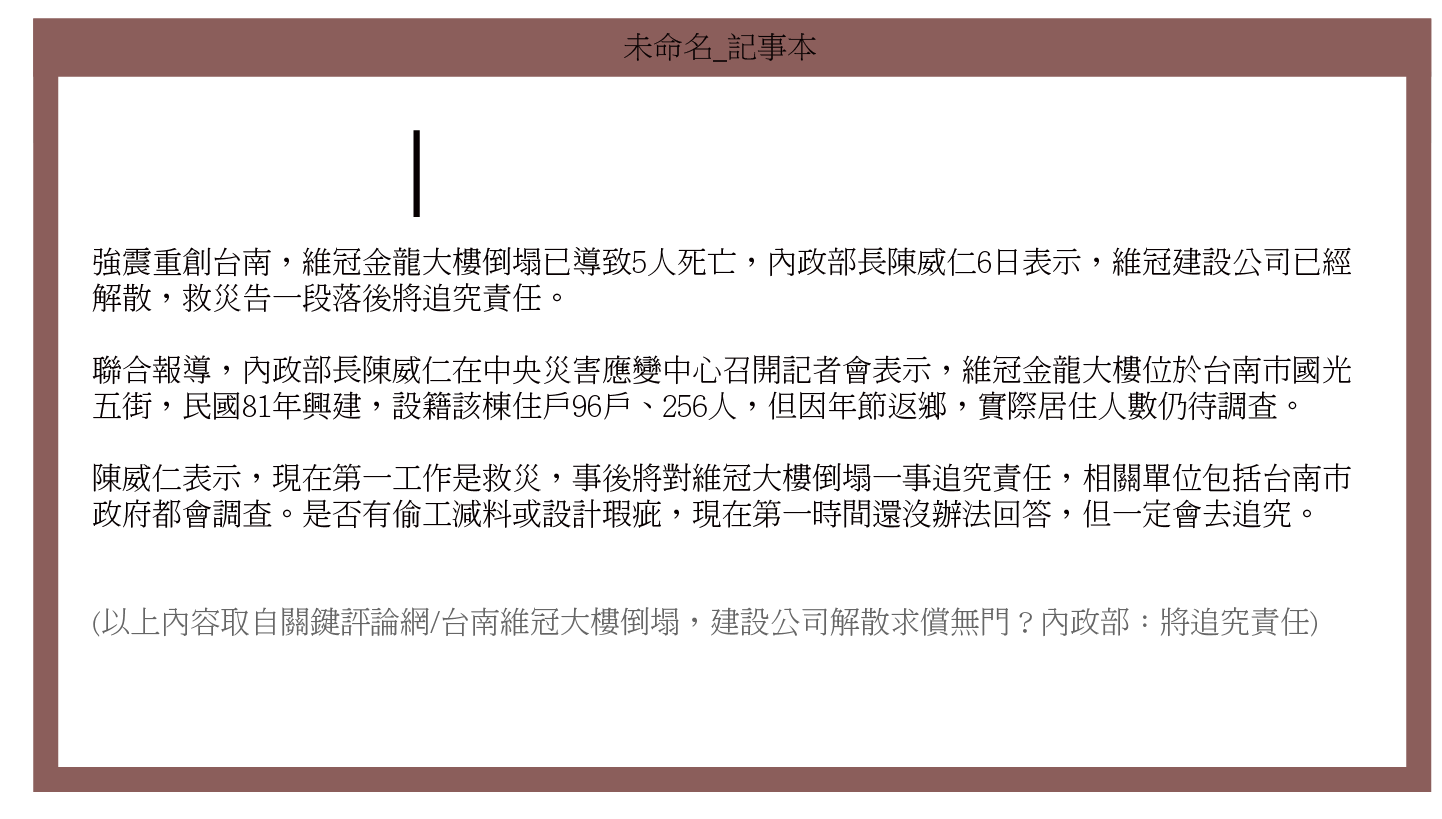 未命名_記事本
強震重創台南，維冠金龍大樓倒塌已導致5人死亡，內政部長陳威仁6日表示，維冠建設公司已經
解散，救災告一段落後將追究責任。
聯合報導，內政部長陳威仁在中央災害應變中心召開記者會表示，維冠金龍大樓位於台南市國光
五街，民國81年興建，設籍該棟住戶96戶、256人，但因年節返鄉，實際居住人數仍待調查。
陳威仁表示，現在第一工作是救災，事後將對維冠大樓倒塌一事追究責任，相關單位包括台南市
政府都會調查。是否有偷工減料或設計瑕疵，現在第一時間還沒辦法回答，但一定會去追究。
(以上內容取自關鍵評論網/台南維冠大樓倒塌，建設公司解散求償無門？內政部：將追究責任)